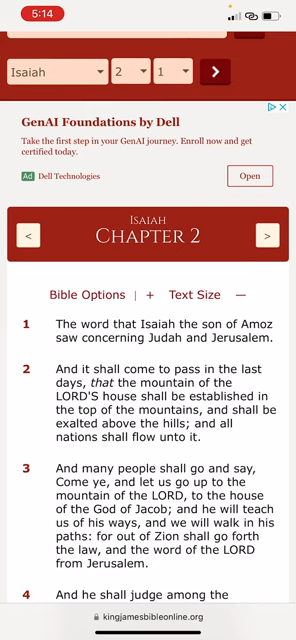 5:14
Isaiah 2 1
GenAI Foundations by Dell
Take the first step in your GenAI journey. Enroll now and get
certified today.
Ad Dell Technologies Open
ISAIAH
< CHAPTER 2 >
Bible Options | + Text Size —
1 The word that Isaiah the son of Amoz
saw concerning Judah and Jerusalem.
2 And it shall come to pass in the last
days, that the mountain of the
LORD'S house shall be established in
the top of the mountains, and shall be
exalted above the hills; and all
nations shall flow unto it.
3 And many people shall go and say,
Come ye, and let us go up to the
mountain of the LORD, to the house
of the God of Jacob; and he will teach
us of his ways, and we will walk in his
paths: for out of Zion shall go forth
the law, and the word of the LORD
from Jerusalem.
4 And he shall judge among the
kingjamesbibleonline.org